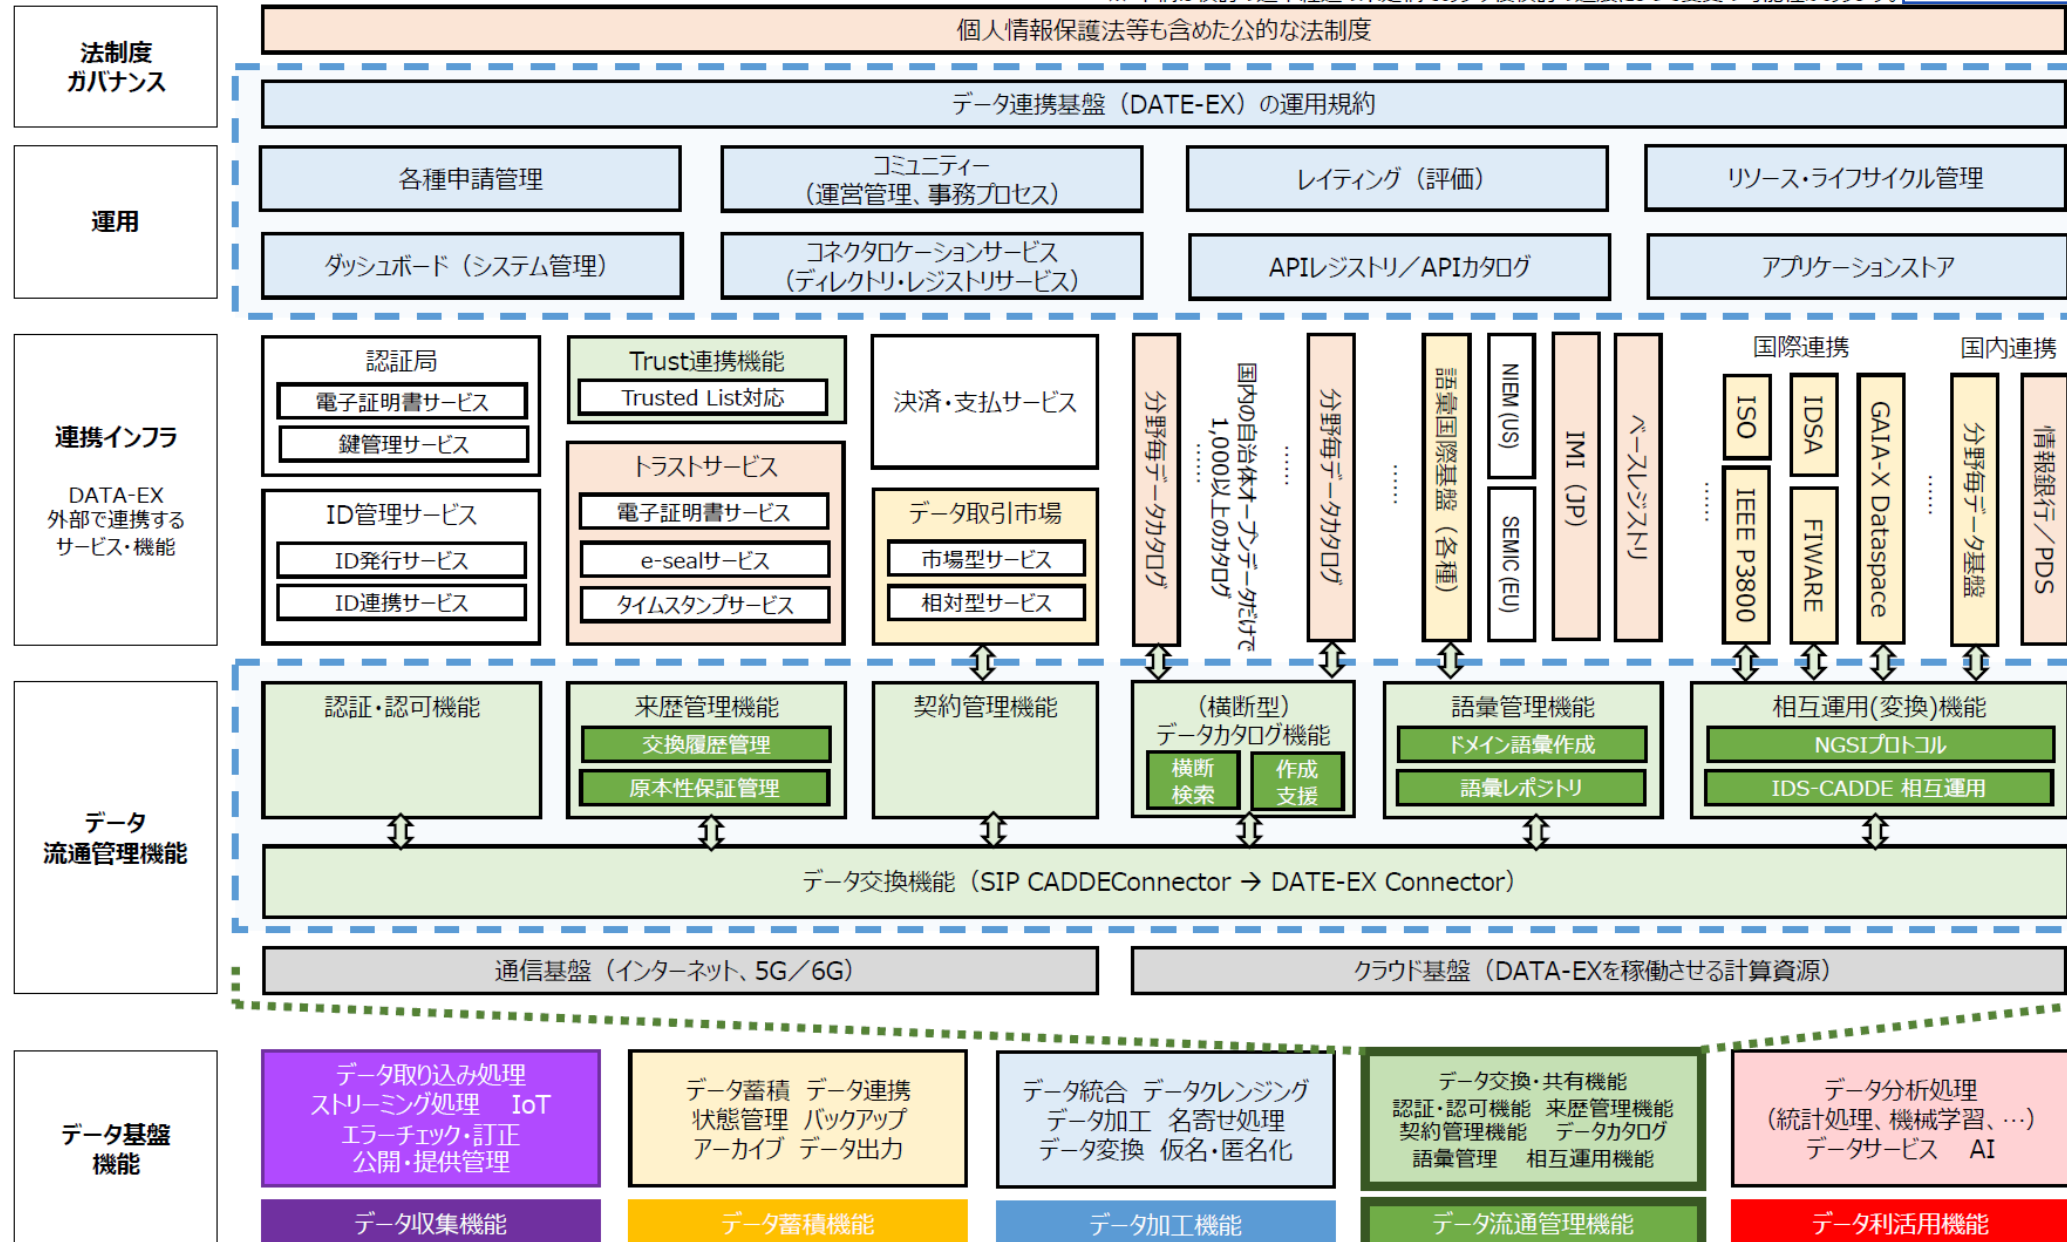 法制度
ガバナンス
個人情報保護法等も含めた公的な法制度
データ連携基盤（DATE-EX）の運用規約
運用
各種申請管理
コミュニティー
（運営管理、事務プロセス）
レイティング（評価）
リソース・ライフサイクル管理
ダッシュボード（システム管理）
コネクタロケーションサービス
（ディレクトリ・レジストリサービス）
APIレジストリ／APIカタログ
アプリケーションストア
連携インフラ
DATA-EX
外部で連携する
サービス・機能
認証局
電子証明書サービス
鍵管理サービス
ID管理サービス
ID発行サービス
ID連携サービス
Trust連携機能
Trusted List対応
トラストサービス
電子証明書サービス
e-sealサービス
タイムスタンプサービス
決済・支払サービス
データ取引市場
市場型サービス
相対型サービス
分野毎データカタログ
国内の自治体オープンデータだけで
1,000以上のカタログ
……
……
分野毎データカタログ
……
語彙国際基盤（各種）
NIEM (US)
SEMIC (EU)
IMI（JP）
ベースレジストリ
国際連携
国内連携
……
ISO
IEEE P3800
IDSA
FIWARE
GAIA-X Dataspace
……
分野毎データ基盤
情報銀行／PDS
データ
流通管理機能
認証・認可機能
来歴管理機能
交換履歴管理
原本性保証管理
契約管理機能
（横断型）
データカタログ機能
横断
検索
作成
支援
語彙管理機能
ドメイン語彙作成
語彙レポジトリ
相互運用(変換)機能
NGSIプロトコル
IDS-CADDE 相互運用
データ交換機能（SIP CADDEConnector → DATE-EX Connector）
通信基盤（インターネット、5G／6G）
クラウド基盤（DATA-EXを稼働させる計算資源）
データ基盤
機能
データ取り込み処理
ストリーミング処理 IoT
エラーチェック・訂正
公開・提供管理
データ収集機能
データ蓄積 データ連携
状態管理 バックアップ
アーカイブ データ出力
データ蓄積機能
データ統合 データクレンジング
データ加工 名寄せ処理
データ変換 仮名・匿名化
データ加工機能
データ交換・共有機能
認証・認可機能 来歴管理機能
契約管理機能 データカタログ
語彙管理 相互運用機能
データ流通管理機能
データ分析処理
（統計処理、機械学習、…）
データサービス AI
データ利活用機能